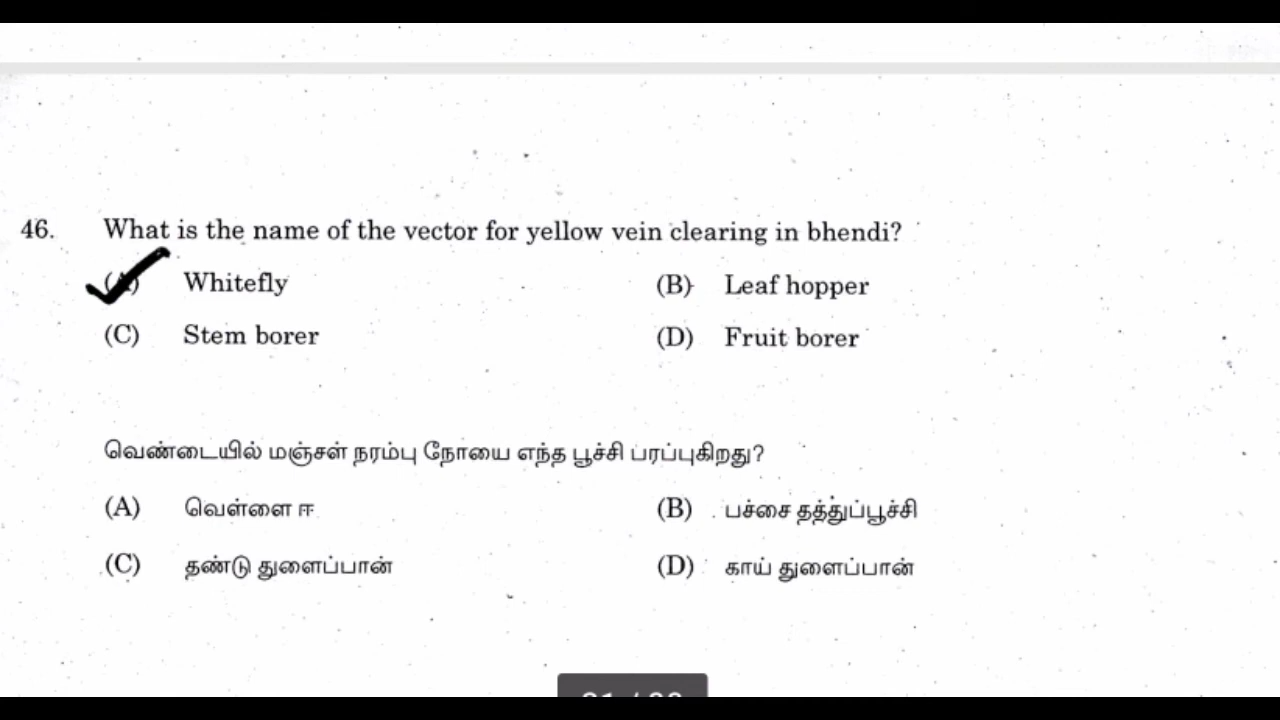 46. What is the name of the vector for yellow vein clearing in bhendi?
(A) Whitefly (B) Leaf hopper
(C) Stem borer (D) Fruit borer
வெண்டையில் மஞ்சள் நரம்பு நோயை எந்த பூச்சி பரப்புகிறது?
(A) வெள்ளை ஈ (B) பச்சை தத்துப்பூச்சி
(C) தண்டு துளைப்பான் (D) காய் துளைப்பான்